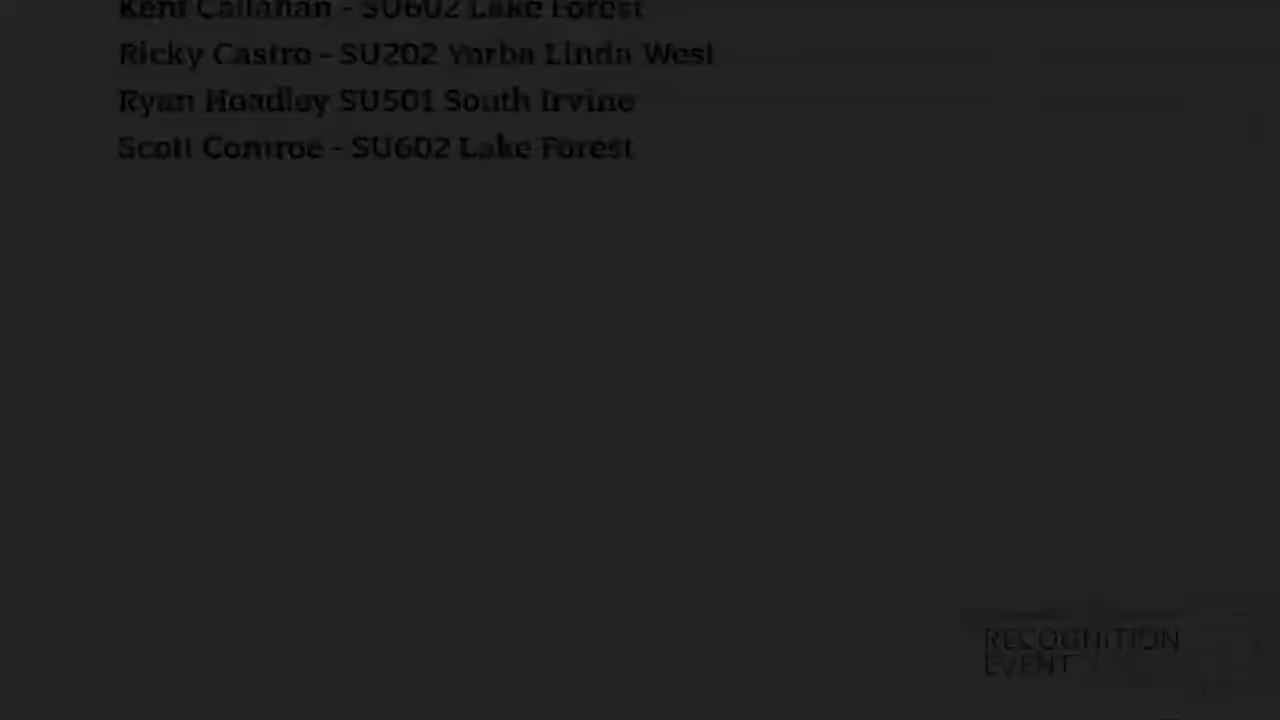 Kent Callahan - SU602 Lake Forest
Ricky Castro - SU202 Yorba Linda West
Ryan Hoadley SU501 South Irvine
Scott Conroe - SU602 Lake Forest
RECOGNITION
EVENT